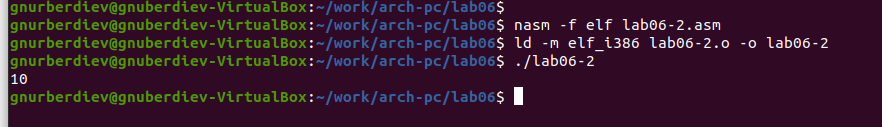 gnurberdiev@gnuberdiev-VirtualBox:~/work/arch-pc/lab06$
gnurberdiev@gnuberdiev-VirtualBox:~/work/arch-pc/lab06$ nasm -f elf lab06-2.asm
gnurberdiev@gnuberdiev-VirtualBox:~/work/arch-pc/lab06$ ld -m elf_i386 lab06-2.o -o lab06-2
gnurberdiev@gnuberdiev-VirtualBox:~/work/arch-pc/lab06$ ./lab06-2
10
gnurberdiev@gnuberdiev-VirtualBox:~/work/arch-pc/lab06$